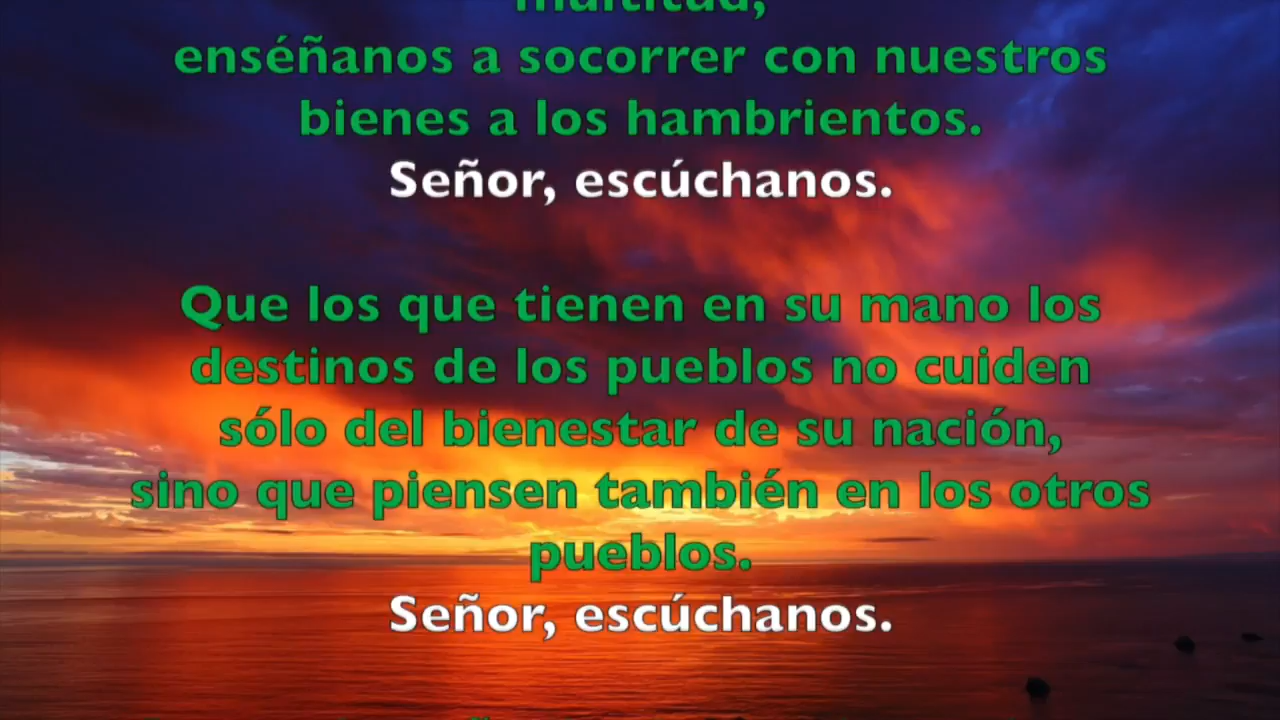 multitud,
enséñanos a socorrer con nuestros
bienes a los hambrientos.
Señor, escúchanos.
Que los que tienen en su mano los
destinos de los pueblos no cuiden
sólo del bienestar de su nación,
sino que piensen también en los otros
pueblos.
Señor, escúchanos.